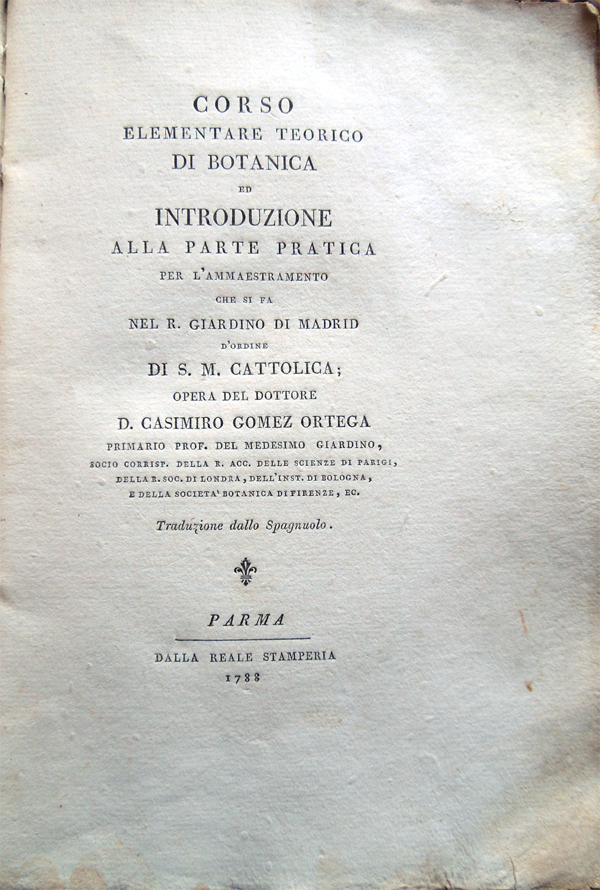 CORSO
ELEMENTARE TEORICO
DI BOTANICA
ED
INTRODUZIONE
ALLA PARTE PRATICA
PER L'AMMAESTRAMENTO
CHE SI FA
NEL R. GIARDINO DI MADRID
D'ORDINE
DI S. M. CATTOLICA;
OPERA DEL DOTTORE
D. CASIMIRO GOMEZ ORTEGA
PRIMARIO PROF. DEL MEDESIMO GIARDINO,
SOCIO CORRISP. DELLA R. ACC. DELLE SCIENZE DI PARIGI,
DELLA R. SOC. DI LONDRA, DELL'INST. DI BOLOGNA,
E DELLA SOCIETA' BOTANICA DI FIRENZE, EC.
Traduzione dallo Spagnuolo.
PARMA
DALLA REALE STAMPERIA
1788